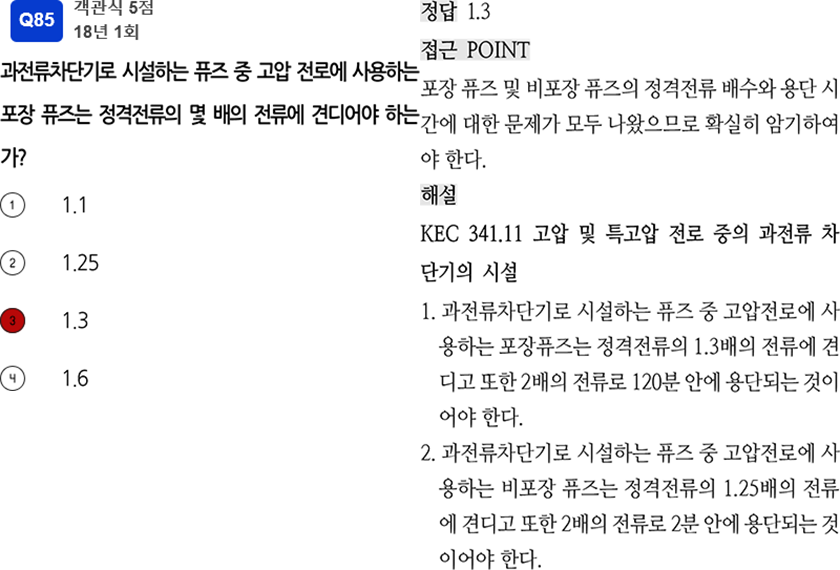 Q85
객관식 5점
18년 1회
과전류차단기로 시설하는 퓨즈 중 고압 전로에 사용하는
포장 퓨즈는 정격전류의 몇 배의 전류에 견디어야 하는
가?
1 1.1
2 1.25
3 1.3
4 1.6
정답 1.3
접근 POINT
포장 퓨즈 및 비포장 퓨즈의 정격전류 배수와 용단 시
간에 대한 문제가 모두 나왔으므로 확실히 암기하여
야 한다.
해설
KEC 341.11 고압 및 특고압 전로 중의 과전류 차
단기의 시설
1. 과전류차단기로 시설하는 퓨즈 중 고압전로에 사
용하는 포장퓨즈는 정격전류의 1.3배의 전류에 견
디고 또한 2배의 전류로 120분 안에 용단되는 것이
어야 한다.
2. 과전류차단기로 시설하는 퓨즈 중 고압전로에 사
용하는 비포장 퓨즈는 정격전류의 1.25배의 전류
에 견디고 또한 2배의 전류로 2분 안에 용단되는 것
이어야 한다.